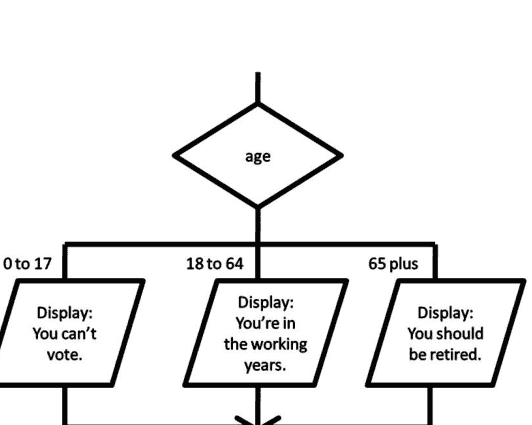 age
0 to 17
18 to 64
65 plus
Display:
You can't
vote.
Display:
You're in
the working
years.
Display:
You should
be retired.